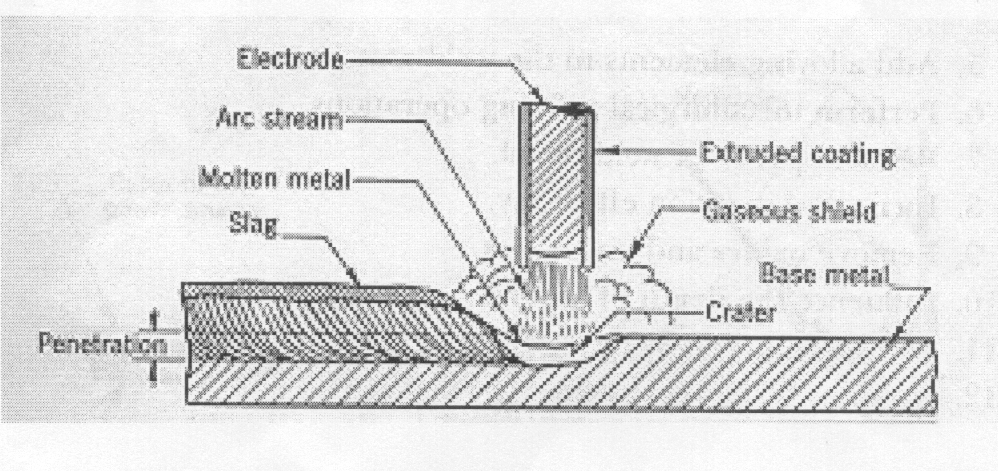 Electrode
Arc stream
Extruded coating
Molten metal
Gaseous shield
Slag
Base metal
Crater
Penetration